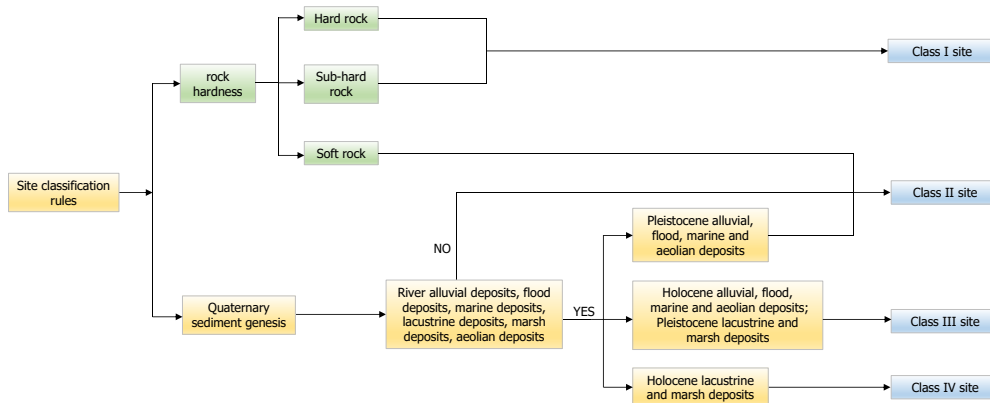 Hard rock
Class I site
rock
hardness
Sub-hard
rock
Soft rock
Site classification
rules
Class II site
Pleistocene alluvial,
flood, marine and
aeolian deposits
NO
Quaternary
sediment genesis
River alluvial deposits, flood
deposits, marine deposits,
lacustrine deposits, marsh
deposits, aeolian deposits
YES
Holocene alluvial, flood,
marine and aeolian deposits;
Pleistocene lacustrine and
marsh deposits
Class III site
Holocene lacustrine
and marsh deposits
Class IV site